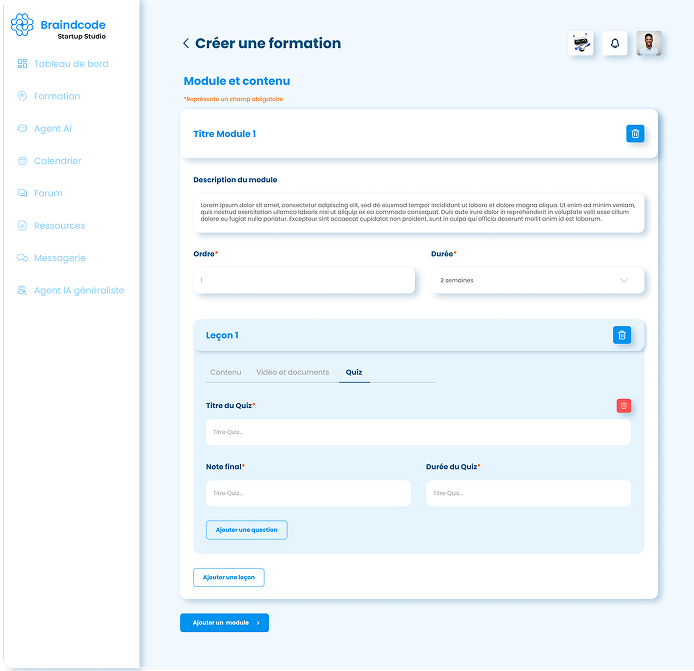 Braindcode
Startup Studio
Tableau de bord
Formation
Agent Ai
Calendrier
Forum
Ressources
Messagerie
Agent IA généraliste
Créer une formation
Module et contenu
*Représente un champ obligatoire
Titre Module 1
Description du module
Lorem ipsum dolor sit amet, consectetur adipiscing elit, sed do eiusmod tempor incididunt ut labore et dolore magna aliqua. Ut enim ad minim veniam,
quis nostrud exercitation ullamco laboris nisi ut aliquip ex ea commodo consequat. Duis aute irure dolor in reprehenderit in voluptate velit esse cillum
dolore eu fugiat nulla pariatur. Excepteur sint occaecat cupidatat non proident, sunt in culpa qui officia deserunt mollit anim id est laborum.
Ordre*
Durée*
1
2 semaines
Leçon 1
Contenu
Vidéo et documents
Quiz
Titre du Quiz*
Titre Quiz...
Note final*
Durée du Quiz*
Titre Quiz...
Titre Quiz...
Ajouter une question
Ajouter une leçon
Ajouter un module